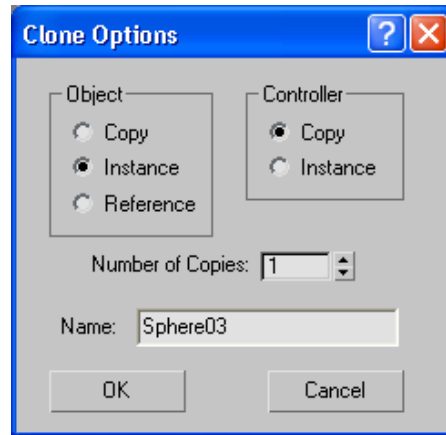 Clone Options
Object
Controller
Copy
Copy
Instance
Instance
Reference
Number of Copies: 1
Name: Sphere03
OK
Cancel